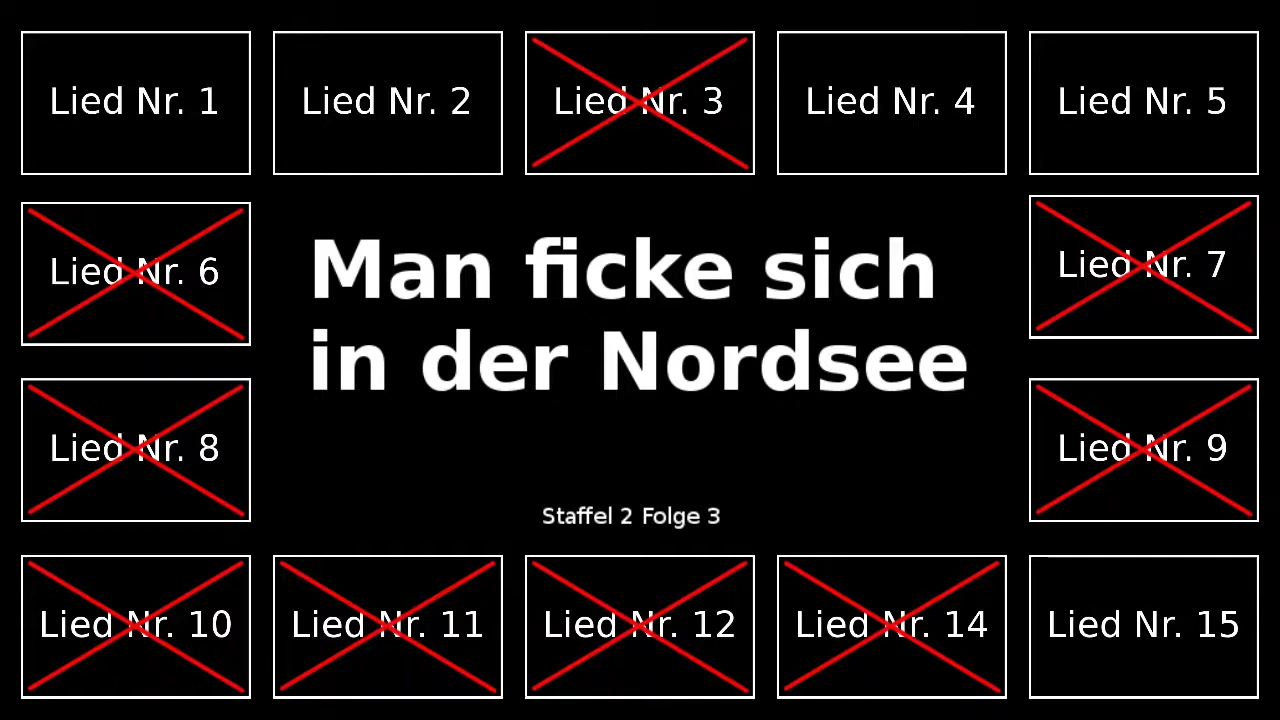 Lied Nr. 1
Lied Nr. 2
Lied Nr. 3
Lied Nr. 4
Lied Nr. 5
Lied Nr. 6
Lied Nr. 7
Man ficke sich
in der Nordsee
Lied Nr. 8
Lied Nr. 9
Staffel 2 Folge 3
Lied Nr. 10
Lied Nr. 11
Lied Nr. 12
Lied Nr. 14
Lied Nr. 15